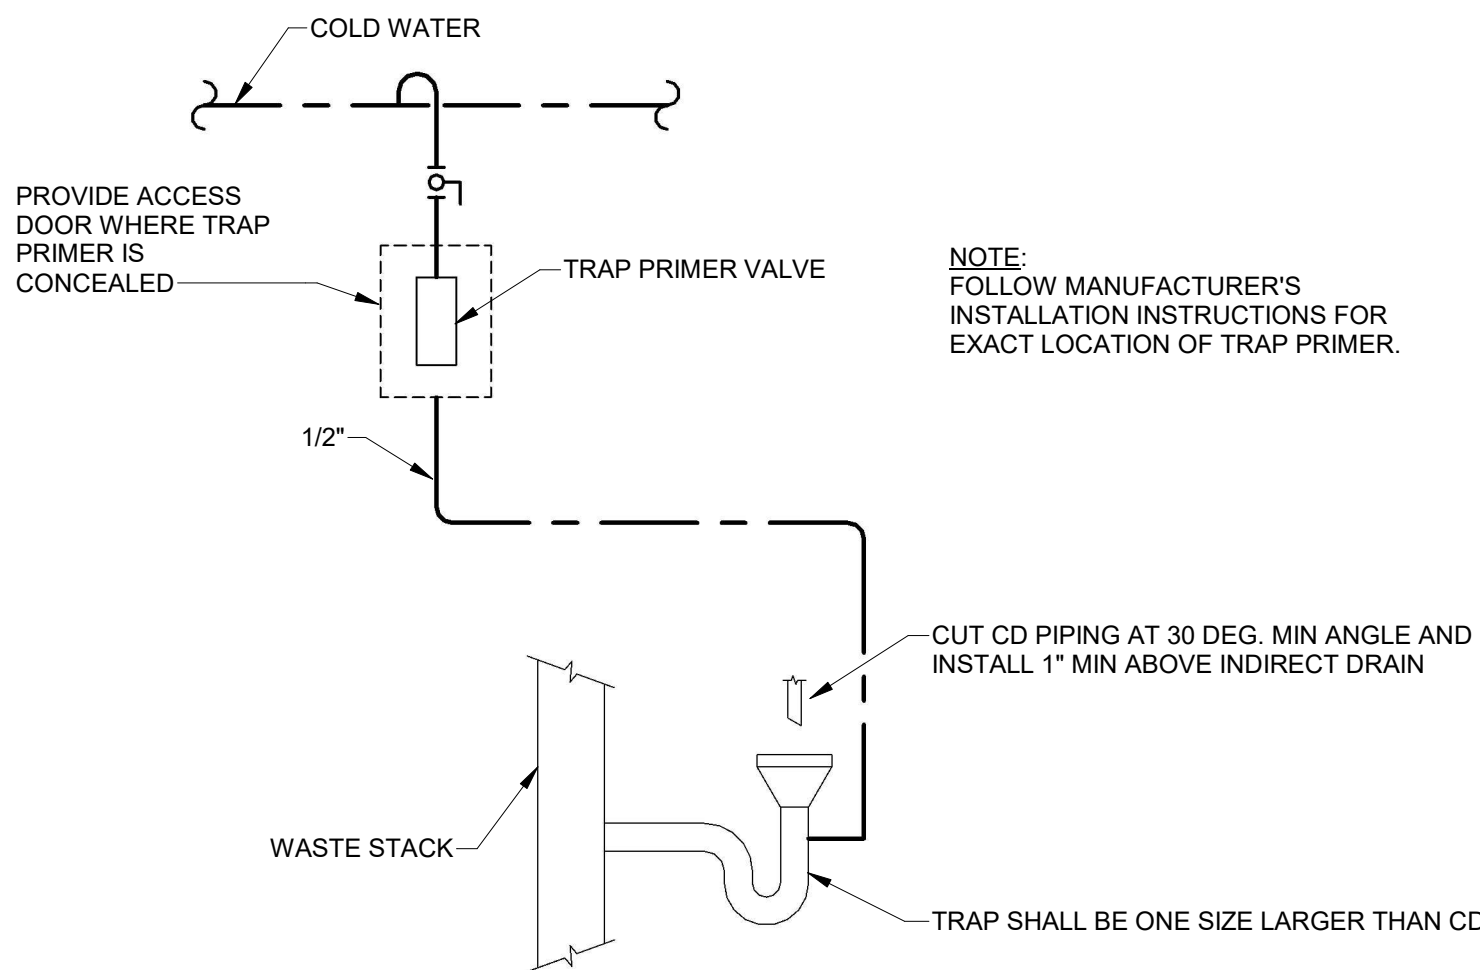 COLD WATER
PROVIDE ACCESS
DOOR WHERE TRAP
PRIMER IS
CONCEALED
TRAP PRIMER VALVE
NOTE:
FOLLOW MANUFACTURER'S
INSTALLATION INSTRUCTIONS FOR
EXACT LOCATION OF TRAP PRIMER.
1/2"
CUT CD PIPING AT 30 DEG. MIN ANGLE AND
INSTALL 1" MIN ABOVE INDIRECT DRAIN
WASTE STACK
TRAP SHALL BE ONE SIZE LARGER THAN CD